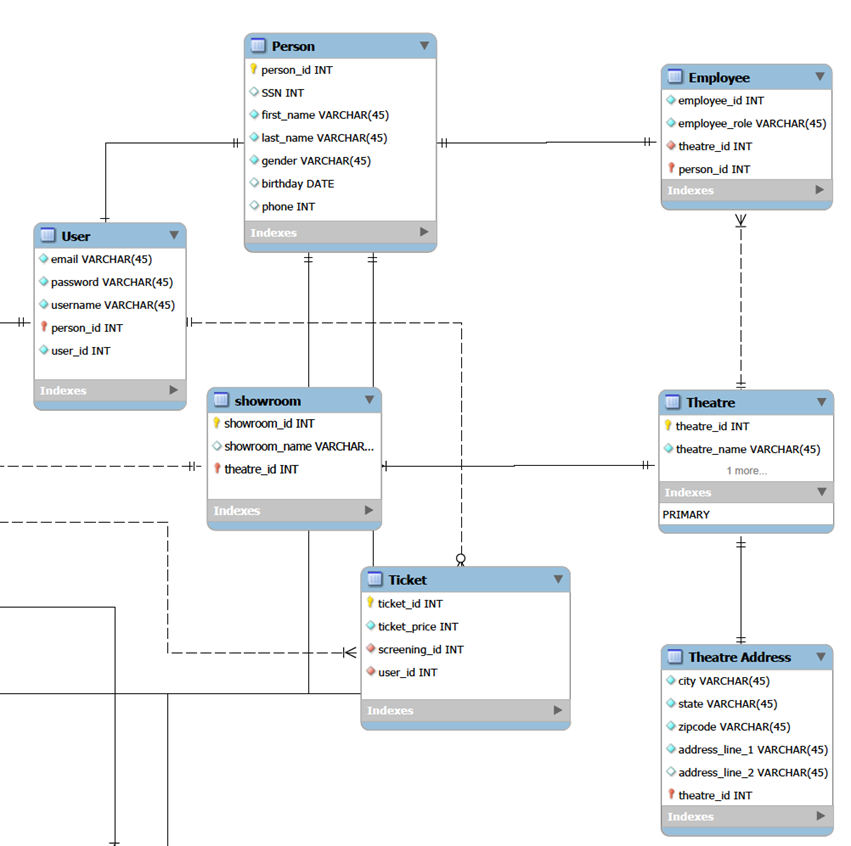 Person
person_id INT
SSN INT
first_name VARCHAR(45)
last_name VARCHAR(45)
gender VARCHAR(45)
birthday DATE
phone INT
Indexes
Employee
employee_id INT
employee_role VARCHAR(45)
theatre_id INT
person_id INT
Indexes
User
email VARCHAR(45)
password VARCHAR(45)
username VARCHAR(45)
person_id INT
user_id INT
Indexes
showroom
showroom_id INT
showroom_name VARCHAR...
theatre_id INT
Indexes
Theatre
theatre_id INT
theatre_name VARCHAR(45)
1 more...
Indexes
PRIMARY
Ticket
ticket_id INT
ticket_price INT
screening_id INT
user_id INT
Indexes
Theatre Address
city VARCHAR(45)
state VARCHAR(45)
zipcode VARCHAR(45)
address_line_1 VARCHAR(45)
address_line_2 VARCHAR(45)
theatre_id INT
Indexes